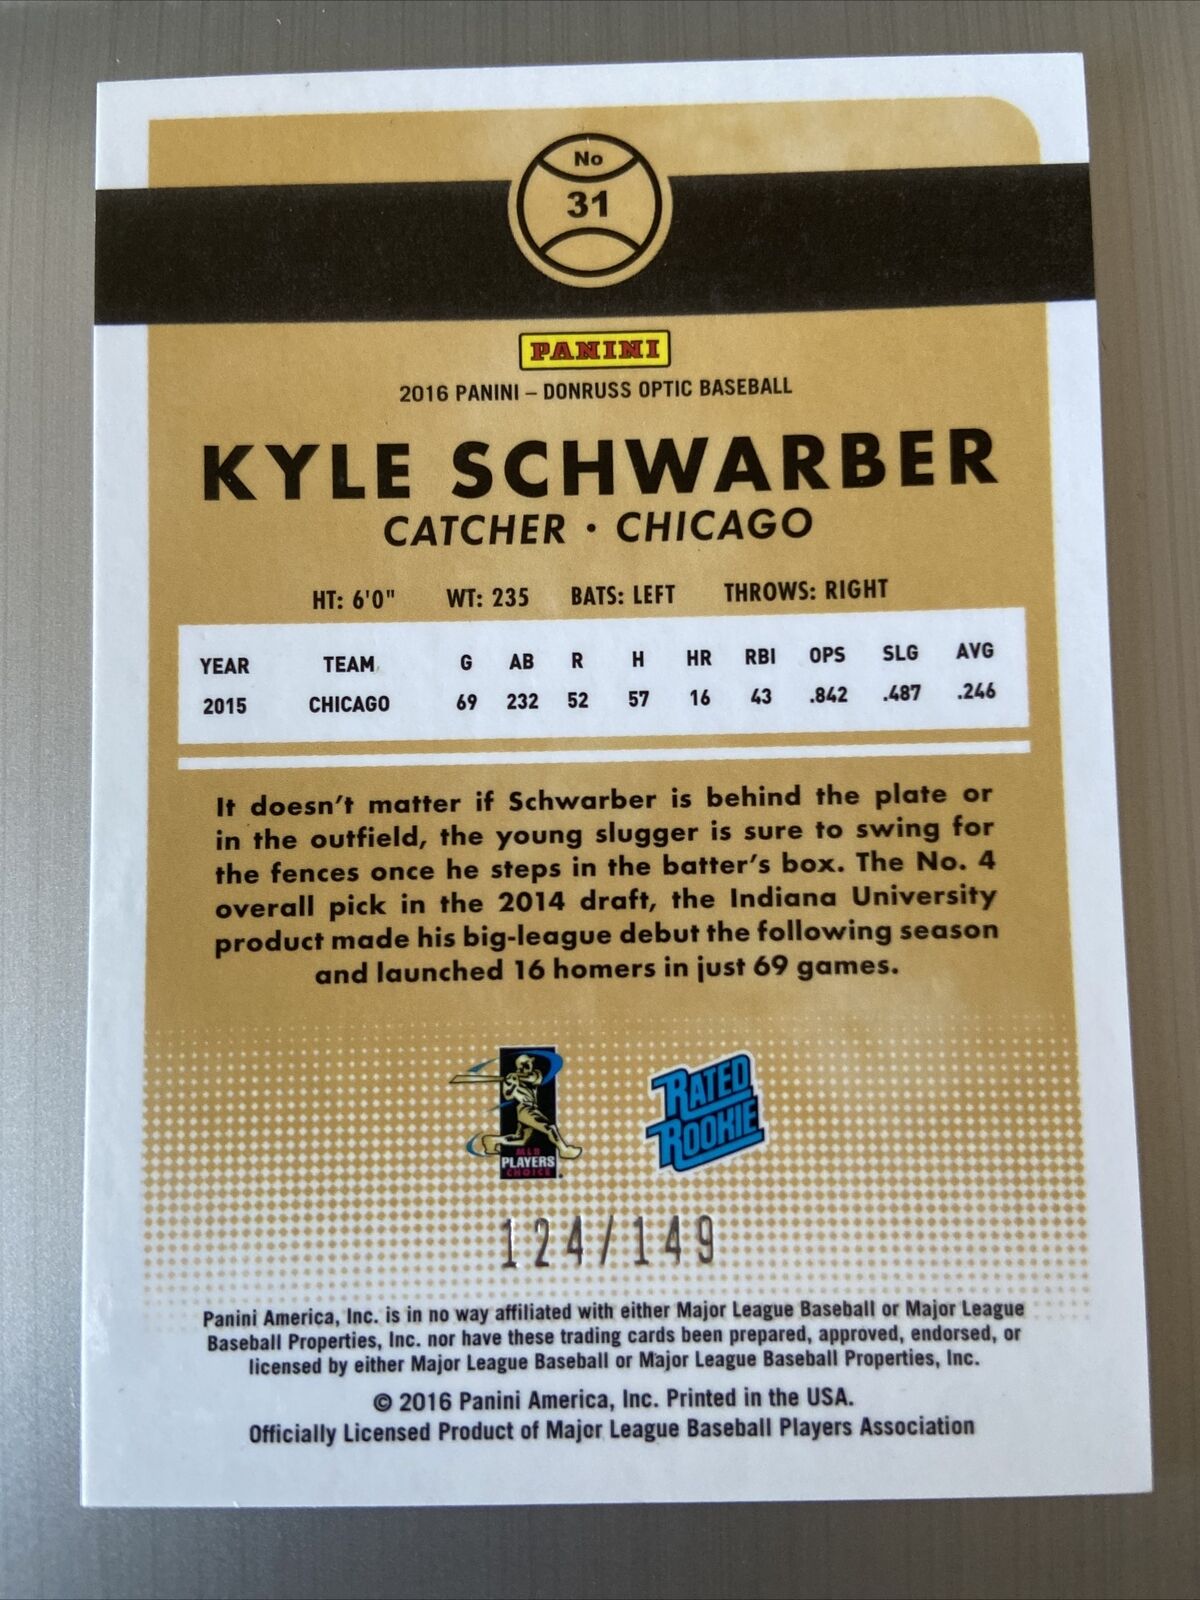 No
31
PANINI
2016 PANINI – DONRUSS OPTIC BASEBALL
KYLE SCHWARBER
CATCHER · CHICAGO
HT: 6'0" WT: 235 BATS: LEFT THROWS: RIGHT
YEAR TEAM G AB R H HR RBI OPS SLG AVG
2015 CHICAGO 69 232 52 57 16 43 .842 .487 .246
It doesn't matter if Schwarber is behind the plate or
in the outfield, the young slugger is sure to swing for
the fences once he steps in the batter's box. The No. 4
overall pick in the 2014 draft, the Indiana University
product made his big-league debut the following season
and launched 16 homers in just 69 games.
MLB
PLAYERS
CHOICE
RATED
ROOKIE
124/149
Panini America, Inc. is in no way affiliated with either Major League Baseball or Major League
Baseball Properties, Inc. nor have these trading cards been prepared, approved, endorsed, or
licensed by either Major League Baseball or Major League Baseball Properties, Inc.
© 2016 Panini America, Inc. Printed in the USA.
Officially Licensed Product of Major League Baseball Players Association